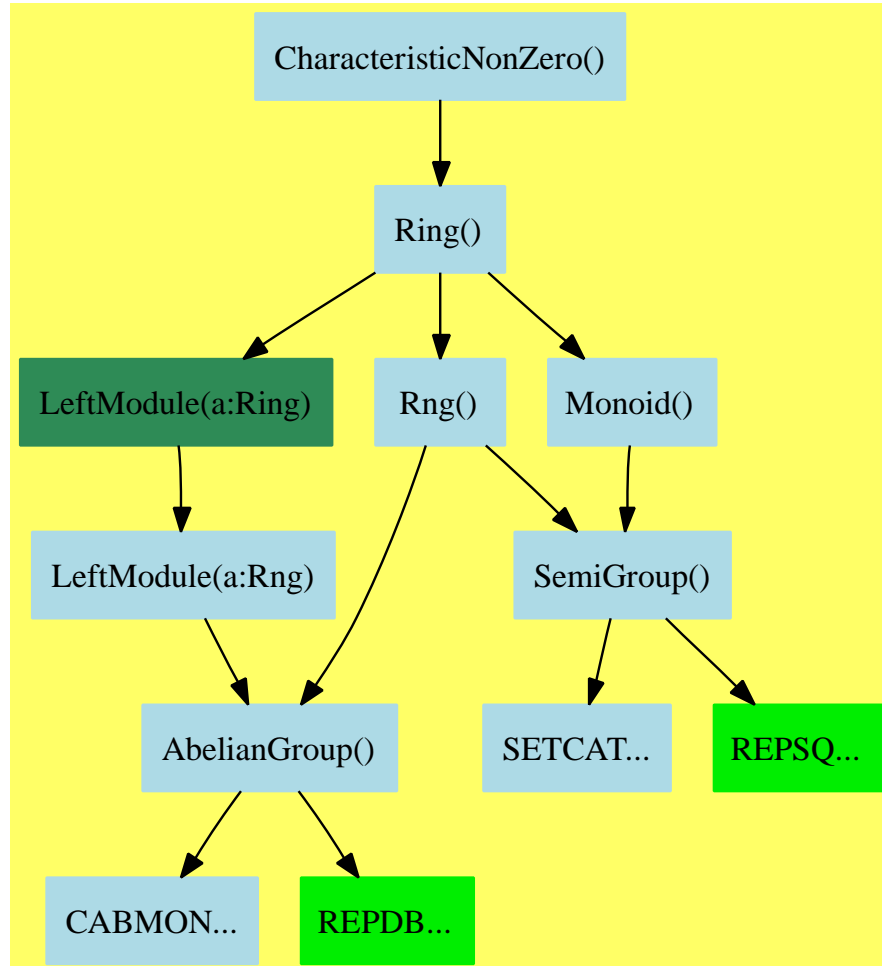 CharacteristicNonZero()
Ring()
LeftModule(a:Ring)
Rng()
Monoid()
LeftModule(a:Rng)
SemiGroup()
AbelianGroup()
SETCAT...
REPSQ...
CABMON...
REPDB...